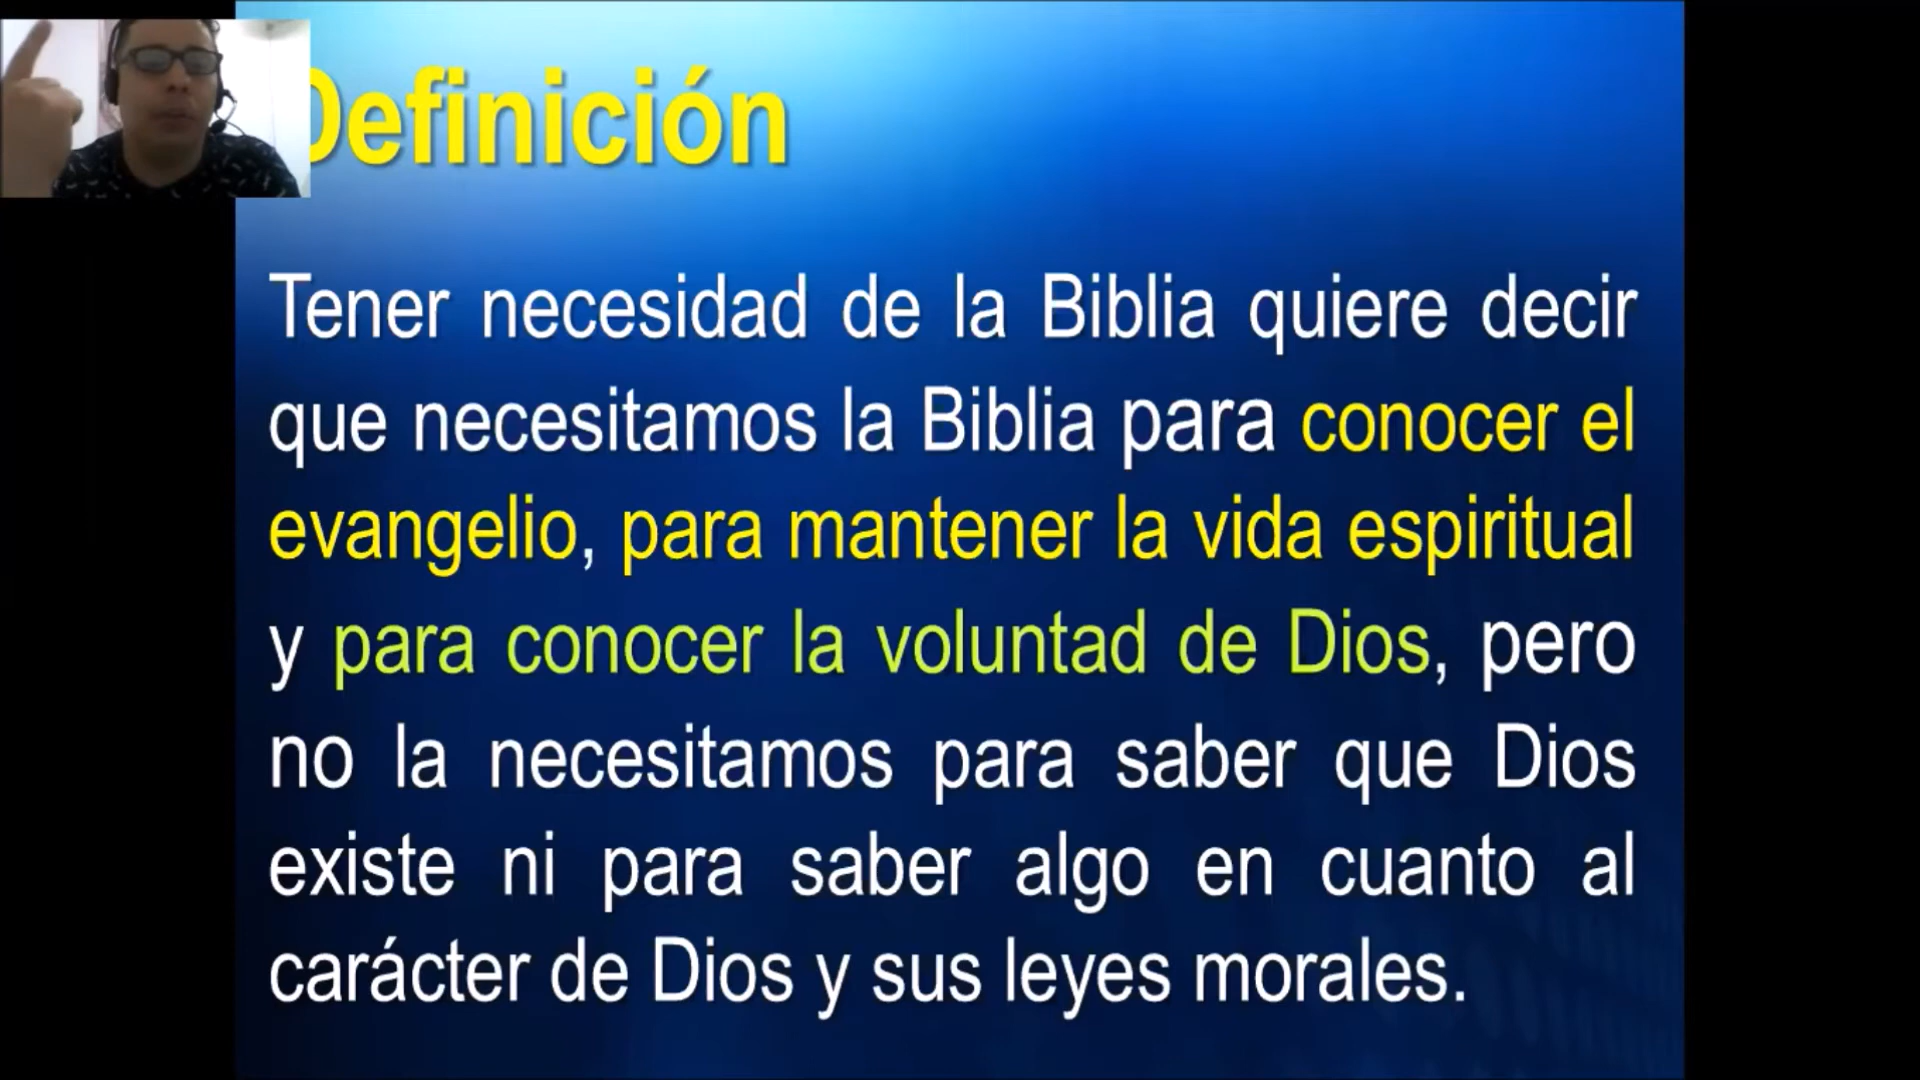 Definición
Tener necesidad de la Biblia quiere decir
que necesitamos la Biblia para conocer el
evangelio, para mantener la vida espiritual
y para conocer la voluntad de Dios, pero
no la necesitamos para saber que Dios
existe ni para saber algo en cuanto al
carácter de Dios y sus leyes morales.